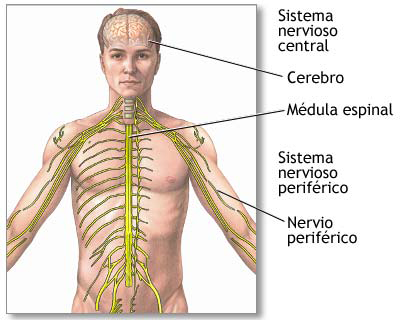 Sistema
nervioso
central
Cerebro
Médula espinal
Sistema
nervioso
periférico
Nervio
periférico